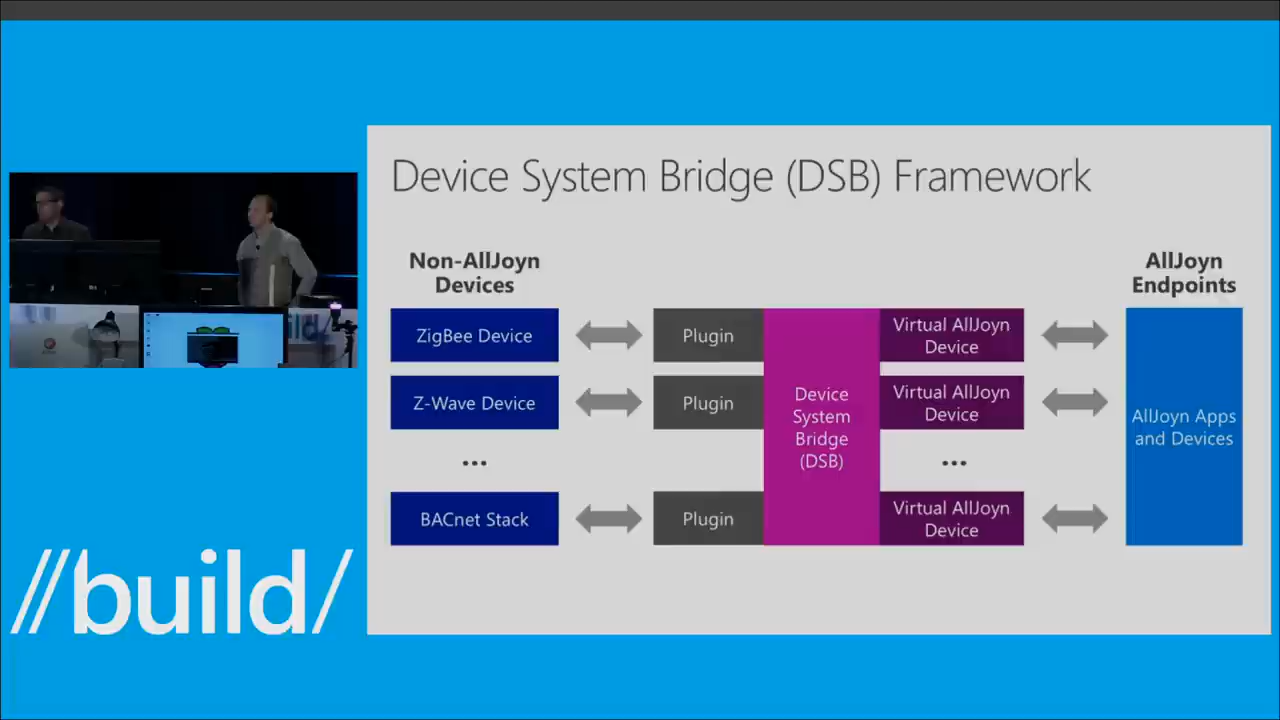 Device System Bridge (DSB) Framework
Non-AllJoyn
Devices
AllJoyn
Endpoints
ZigBee Device
Plugin
Virtual AllJoyn
Device
Z-Wave Device
Plugin
Virtual AllJoyn
Device
Device
System
Bridge
(DSB)
AllJoyn Apps
and Devices
...
...
BACnet Stack
Plugin
Virtual AllJoyn
Device
//build/